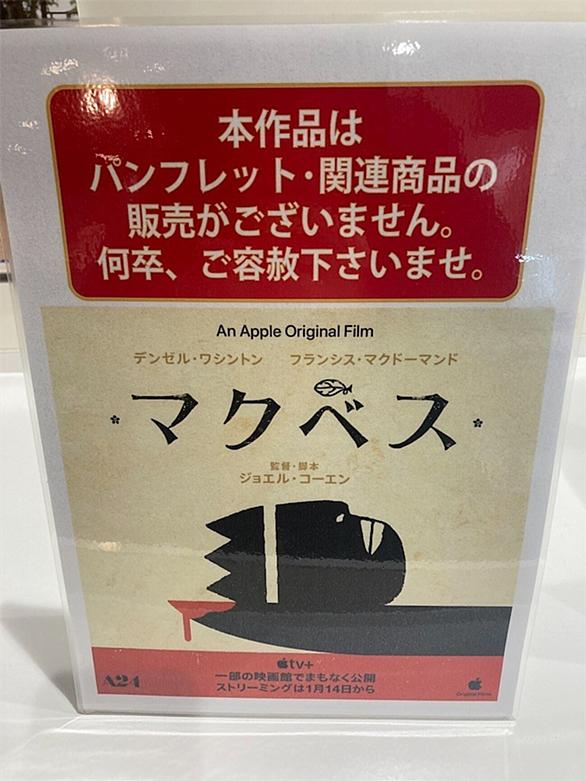 本作品は
パンフレット・関連商品の
販売がございません。
何卒、ご容赦下さいませ。
An Apple Original Film
デンゼル・ワシントン　フランシス・マクドーマンド
マクベス
監督・脚本
ジョエル・コーエン
tv+
一部の映画館でまもなく公開
ストリーミングは1月14日から
A24
Original Films